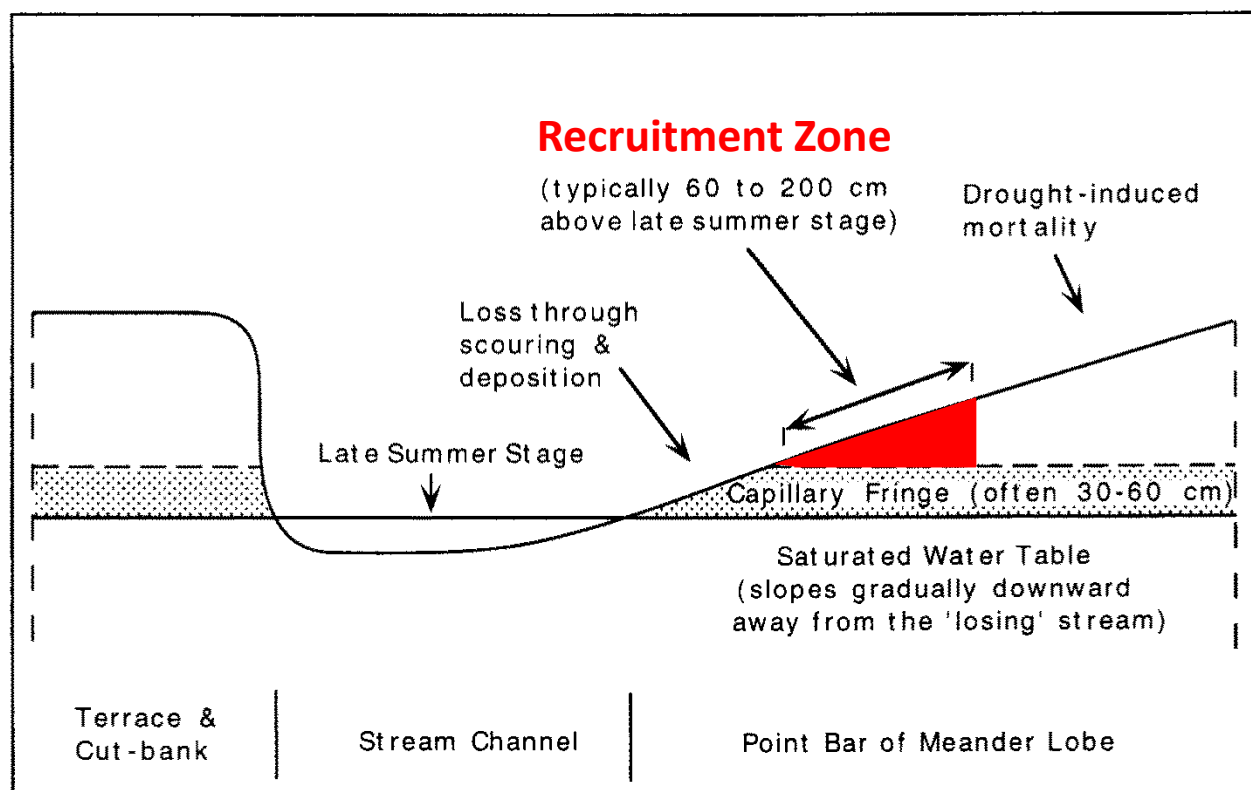 Recruitment Zone
(typically 60 to 200 cm
above late summer stage)
Drought-induced
mortality
Loss through
scouring &
deposition
Late Summer Stage
Capillary Fringe (often 30-60 cm)
Saturated Water Table
(slopes gradually downward
away from the 'losing' stream)
Terrace &
Cut-bank
Stream Channel
Point Bar of Meander Lobe